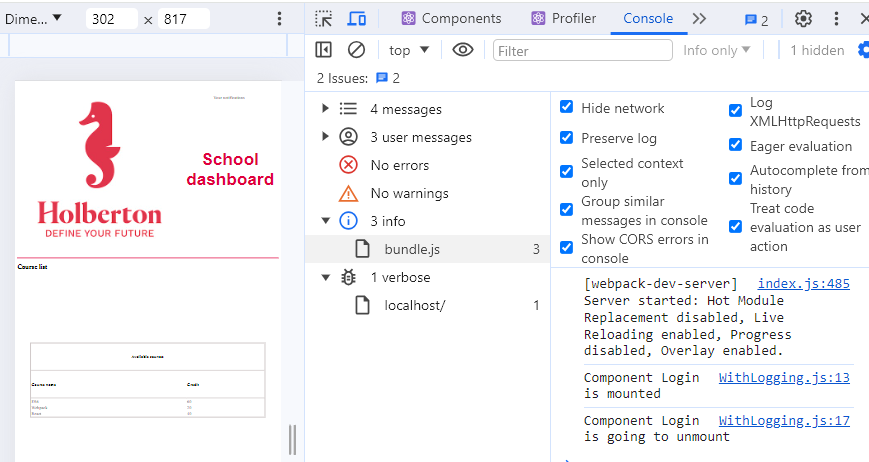 Dime...
302
×
817
Components
Profiler
Console
2
top
Filter
Info only
1 hidden
2 Issues:
2
4 messages
3 user messages
No errors
No warnings
3 info
bundle.js
3
1 verbose
localhost/
1
Hide network
Log
XMLHttpRequests
Preserve log
Eager evaluation
Selected context
only
Autocomplete from
history
Group similar
messages in console
Treat code
evaluation as user
action
Show CORS errors in
console
[webpack-dev-server]
index.js:485
Server started: Hot Module
Replacement disabled, Live
Reloading enabled, Progress
disabled, Overlay enabled.
Component Login
WithLogging.js:13
is mounted
Component Login
WithLogging.js:17
is going to unmount
School
dashboard
Holberton
DEFINE YOUR FUTURE
Course list
Available courses
Course name
Credit
ES6
60
Webpack
20
React
40